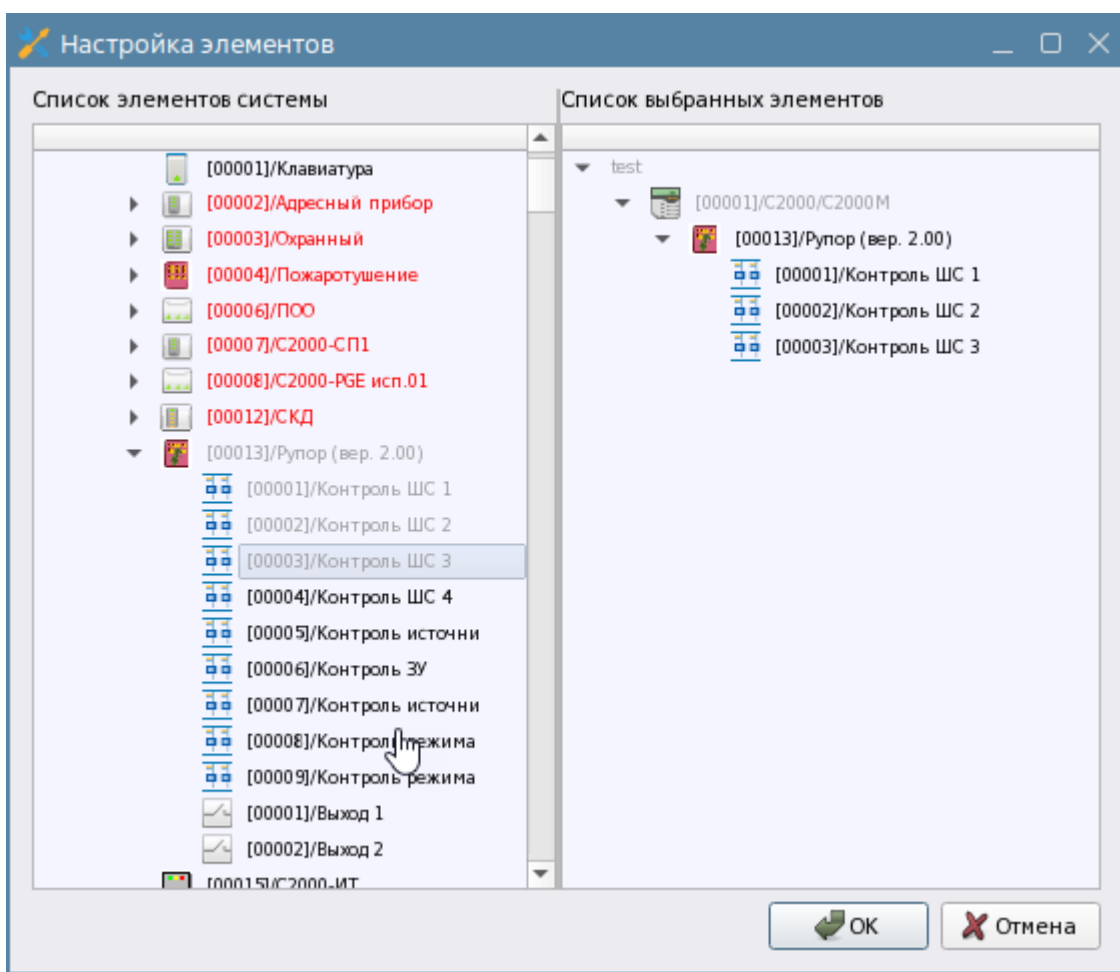 Настройка элементов
Список элементов системы
[00001]/Клавиатура
[00002]/Адресный прибор
[00003]/Охранный
[00004]/Пожаротушение
[00006]/ПОО
[00007]/С2000-СП1
[00008]/С2000-PGE исп.01
[00012]/СКД
[00013]/Рупор (вер. 2.00)
[00001]/Контроль ШС 1
[00002]/Контроль ШС 2
[00003]/Контроль ШС 3
[00004]/Контроль ШС 4
[00005]/Контроль источни
[00006]/Контроль ЗУ
[00007]/Контроль источни
[00008]/Контроль режима
[00009]/Контроль режима
[00001]/Выход 1
[00002]/Выход 2
[00015]/С2000-ИТ
Список выбранных элементов
test
[00001]/С2000/С2000М
[00013]/Рупор (вер. 2.00)
[00001]/Контроль ШС 1
[00002]/Контроль ШС 2
[00003]/Контроль ШС 3
OK
Отмена